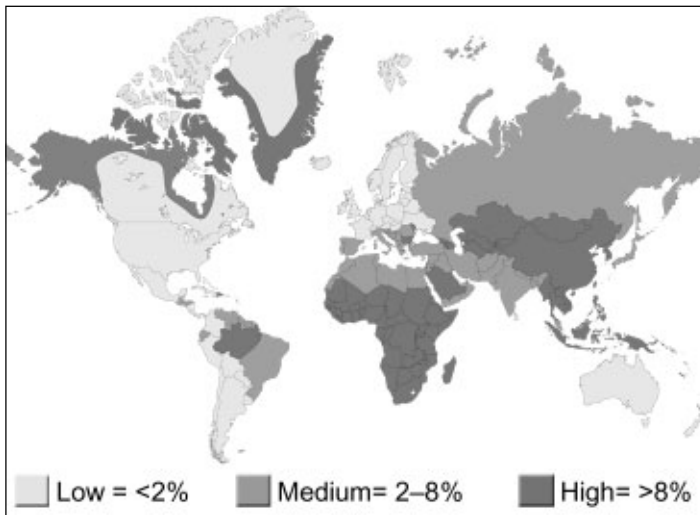 Low = <2% Medium= 2–8% High= >8%